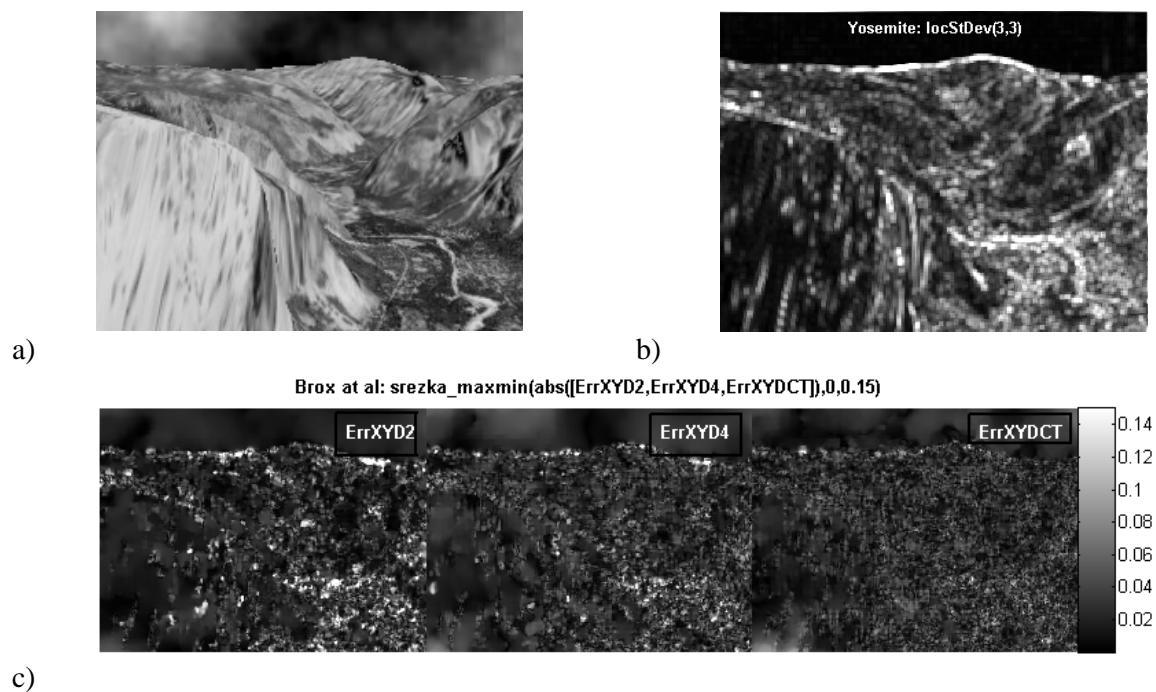 Yosemite: locStDev(3,3)
a)
b)
Brox at al: srezka_maxmin(abs([ErrXYD2,ErrXYD4,ErrXYDCT]),0,0.15)
ErrXYD2
ErrXYD4
ErrXYDCT
0.14
0.12
0.1
0.08
0.06
0.04
0.02
c)